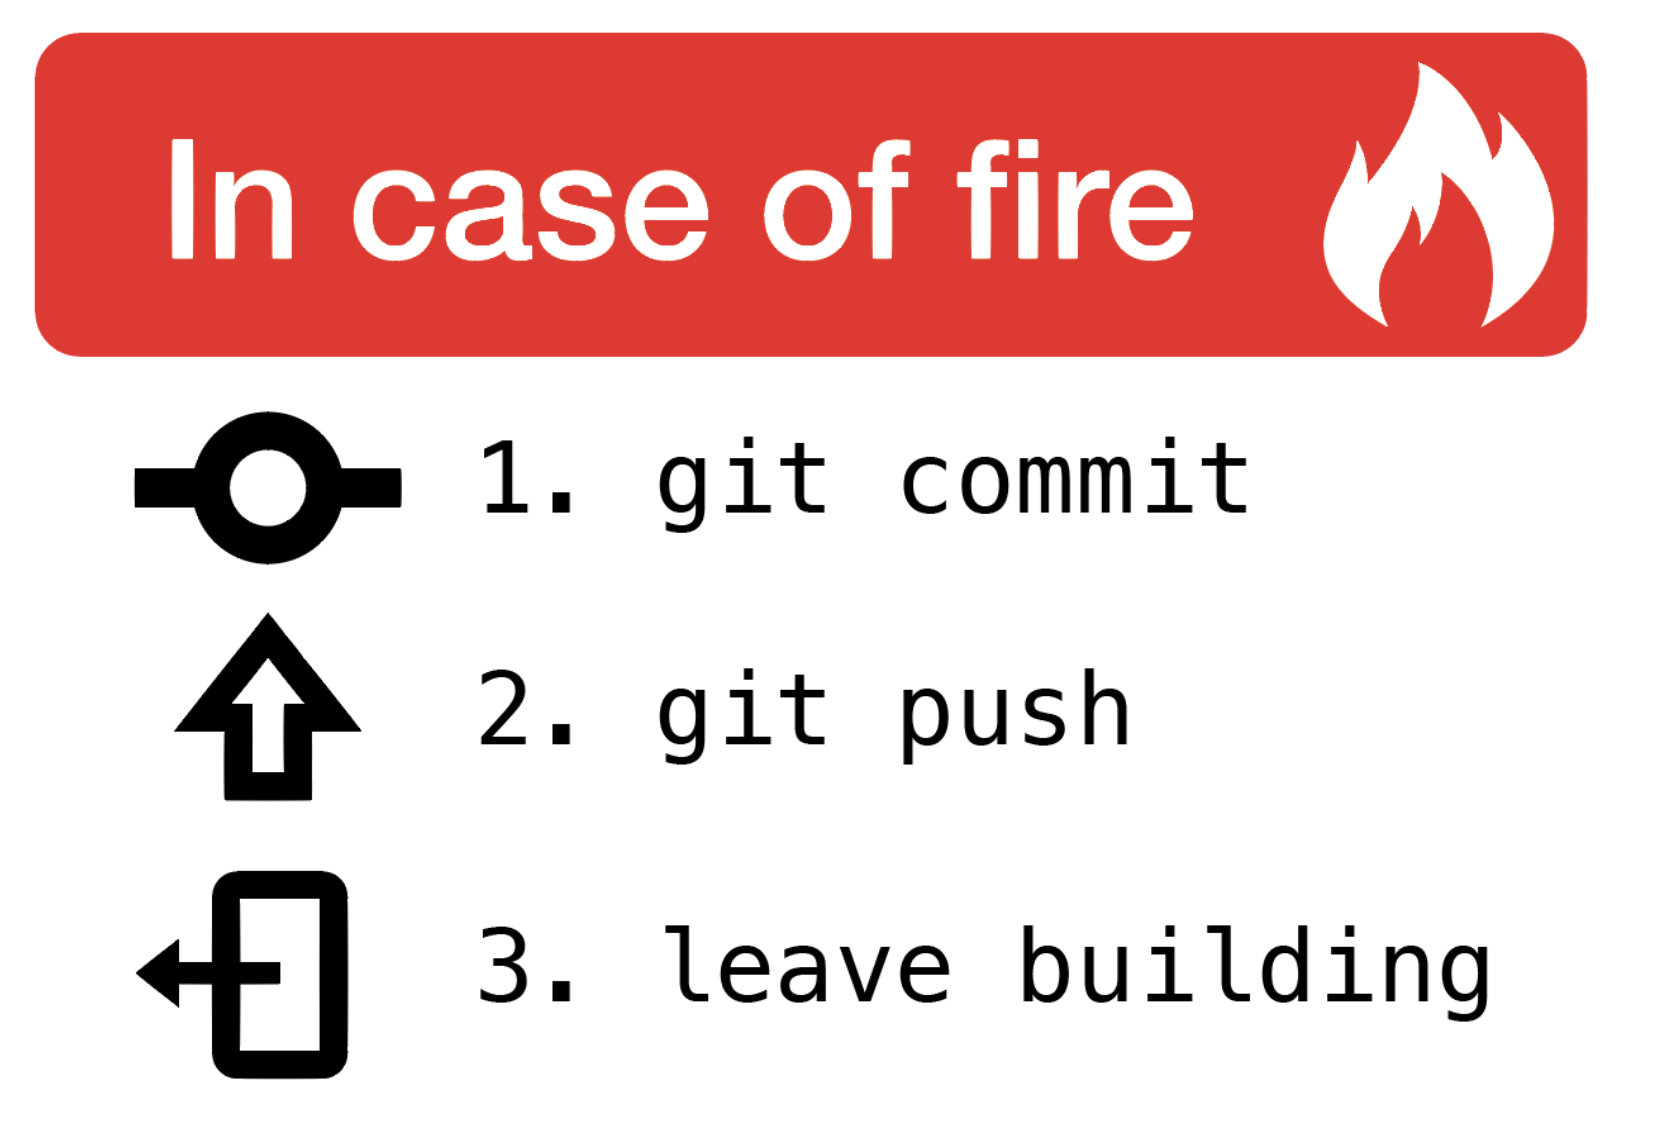 In case of fire
1. git commit
2. git push
3. leave building